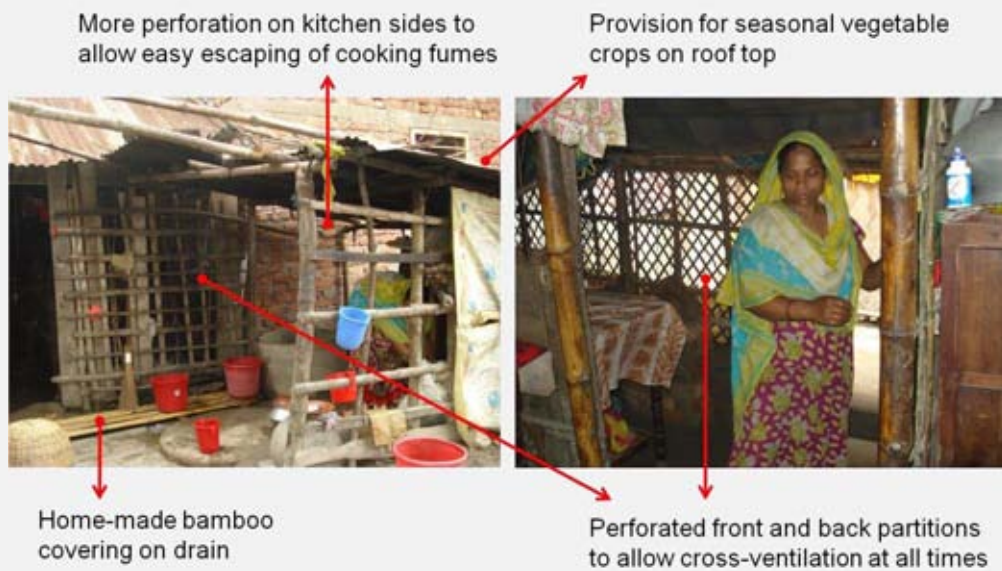 More perforation on kitchen sides to
allow easy escaping of cooking fumes
Provision for seasonal vegetable
crops on roof top
Home-made bamboo
covering on drain
Perforated front and back partitions
to allow cross-ventilation at all times